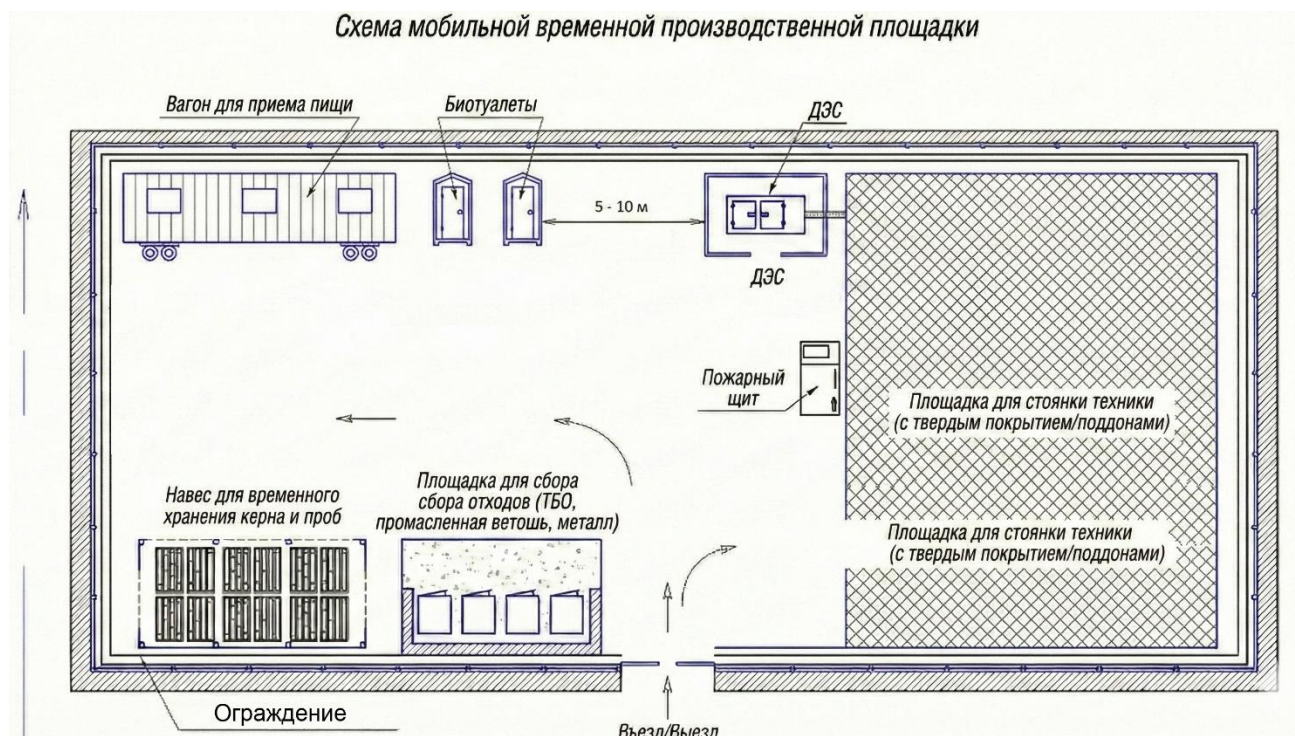 Схема мобильной временной производственной площадки
Вагон для приема пищи
Биотуалеты
ДЭС
5 - 10 м
ДЭС
Пожарный
щит
Площадка для стоянки техники
(с твердым покрытием/поддонами)
Площадка для сбора
сбора отходов (ТБО,
промасленная ветошь, металл)
Навес для временного
хранения керна и проб
Площадка для стоянки техники
(с твердым покрытием/поддонами)
Ограждение
Въезд/Выезд